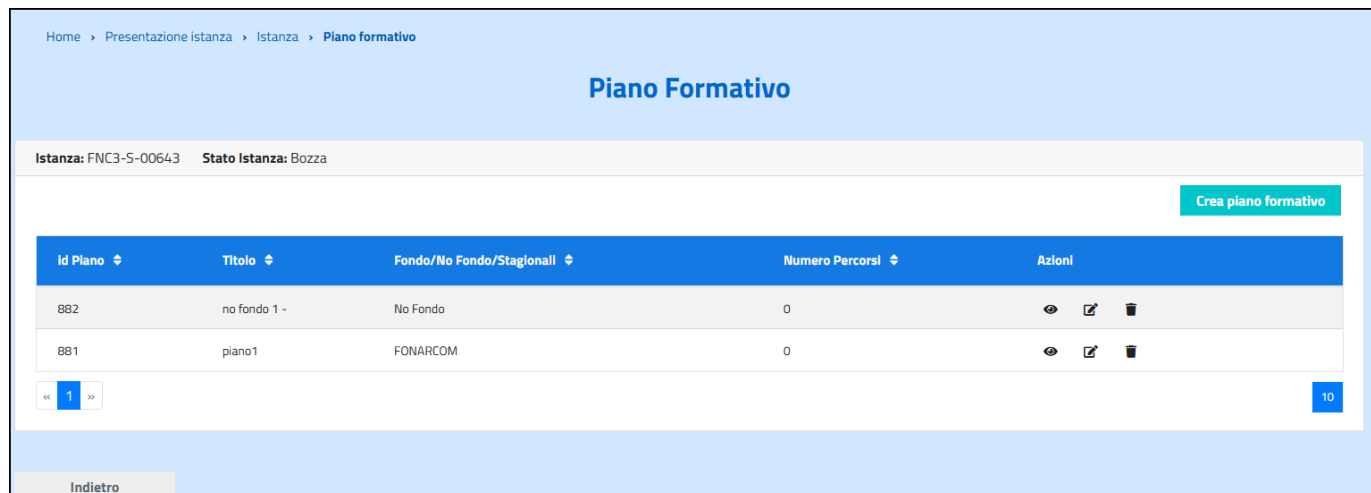 Home › Presentazione istanza › Istanza › Piano formativo
Piano Formativo
Istanza: FNC3-S-00643 Stato Istanza: Bozza
Crea piano formativo
Id Piano Titolo Fondo/No Fondo/Stagionali Numero Percorsi Azioni
882 no fondo 1 - No Fondo 0
881 piano1 FONARCOM 0
« 1 » 10
Indietro